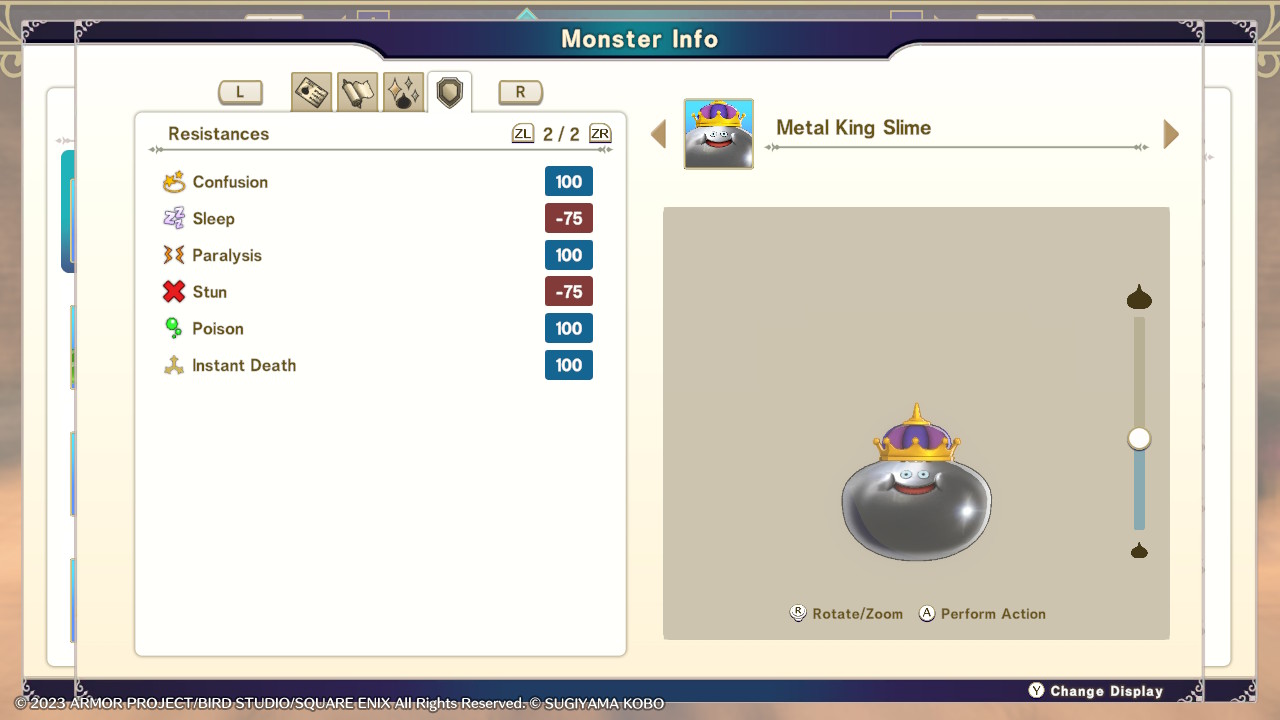 Monster Info
L
R
Resistances
ZL 2 / 2 ZR
Confusion 100
Sleep -75
Paralysis 100
Stun -75
Poison 100
Instant Death 100
Metal King Slime
R Rotate/Zoom A Perform Action
Y Change Display
© 2023 ARMOR PROJECT/BIRD STUDIO/SQUARE ENIX All Rights Reserved. © SUGIYAMA KOBO